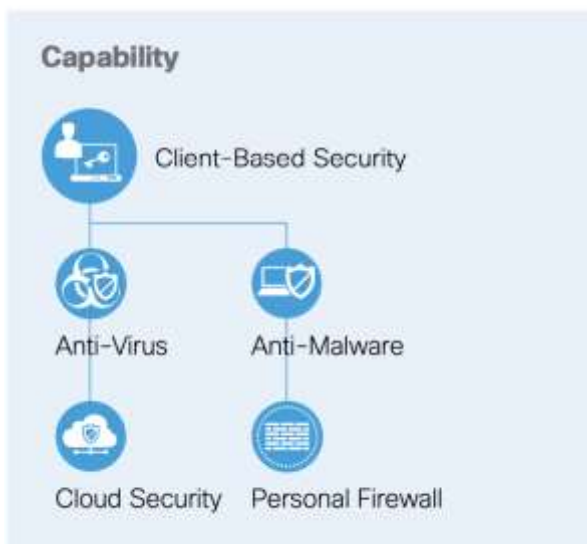 Capability
Client-Based Security
Anti-Virus
Anti-Malware
Cloud Security
Personal Firewall